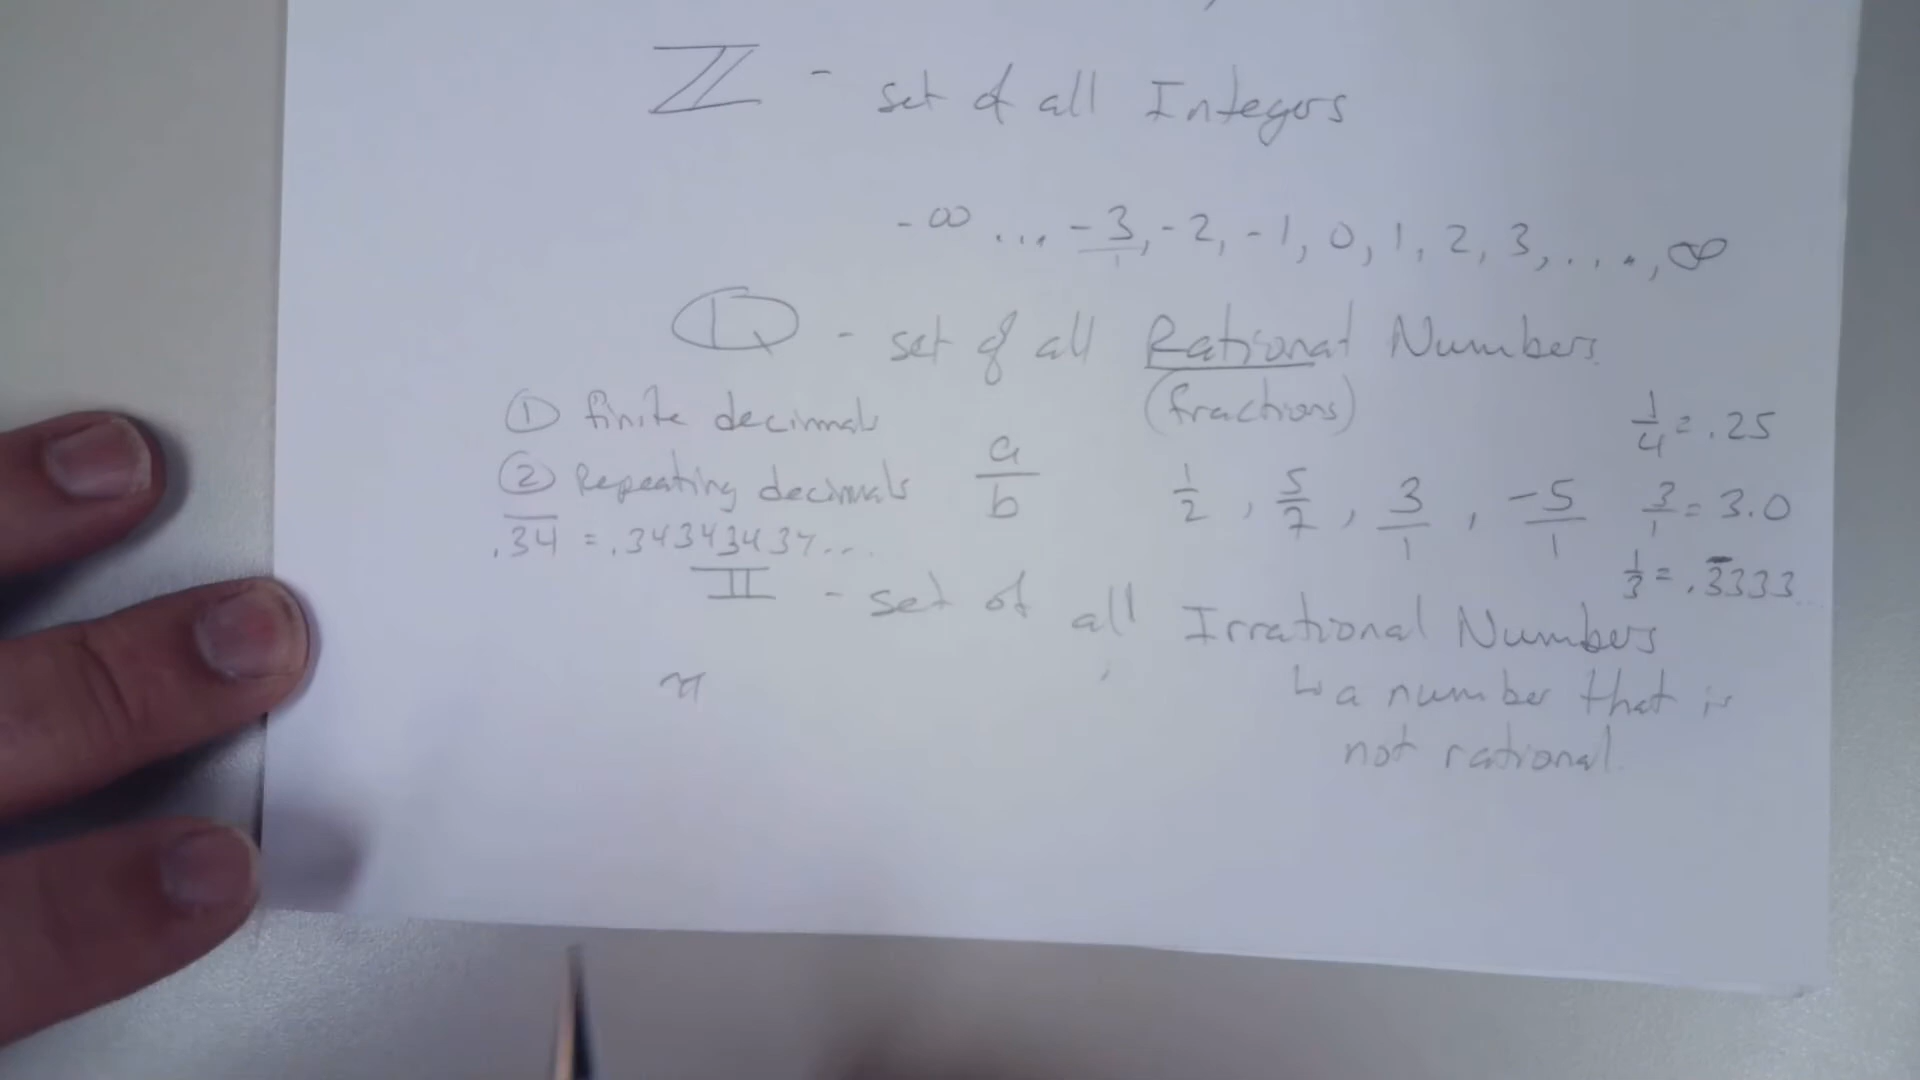 ℤ - set of all Integers
-∞ ... -3/1, -2, -1, 0, 1, 2, 3, ...., ∞
ℚ - set of all Rational Numbers
(fractions)
① finite decimals
1/4 = .25
② Repeating decimals
a/b
1/2, 5/7, 3/1, -5/1
3/1 = 3.0
.34 = .34343434...
1/3 = .3333...
𝕀 - set of all Irrational Numbers
↳ a number that is
not rational.
π